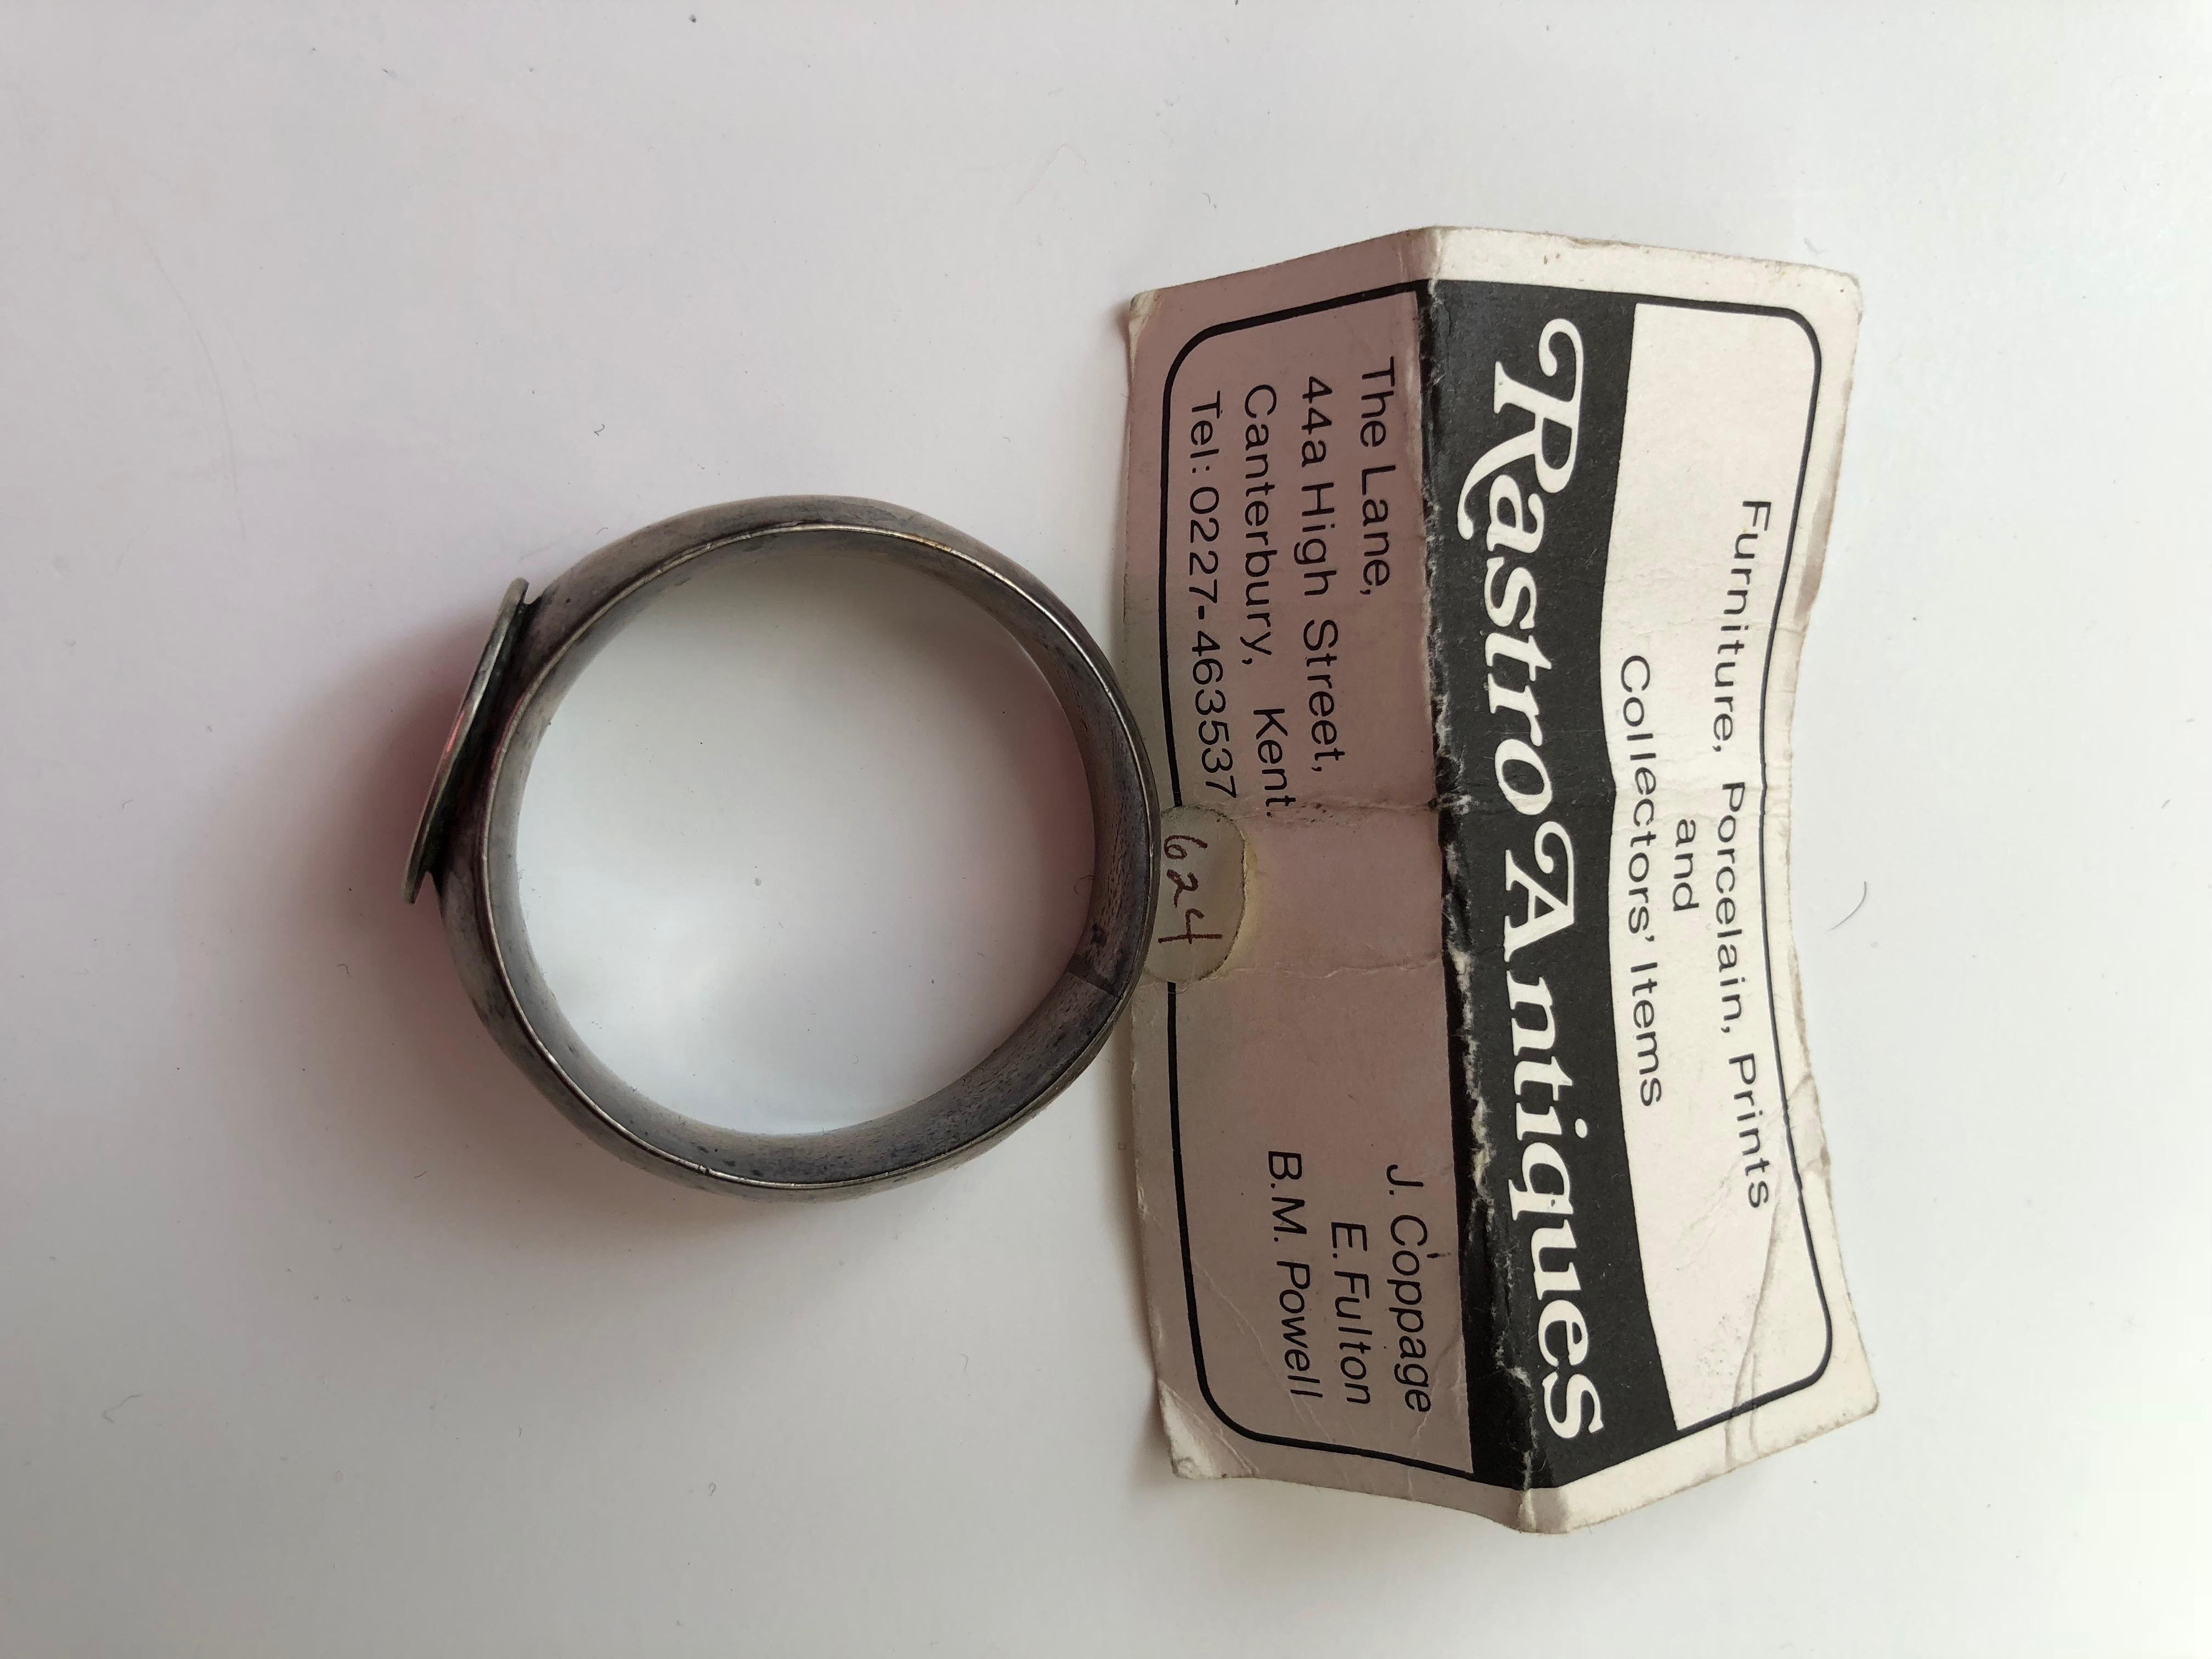 Furniture, Porcelain, Prints
and
Collectors' Items
Rastro Antiques
The Lane,
44a High Street,
Canterbury, Kent.
Tel: 0227-463537
J. Coppage
E. Fulton
B.M. Powell
624